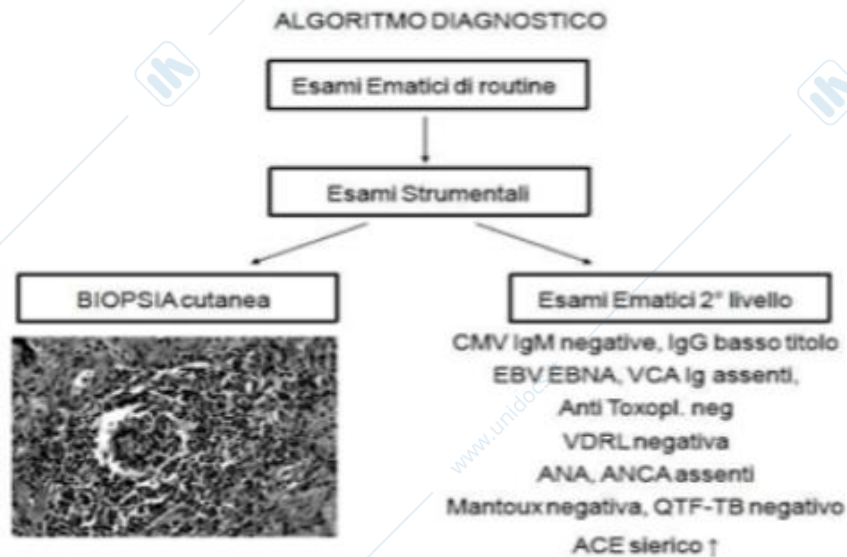 ALGORITMO DIAGNOSTICO
Esami Ematici di routine
Esami Strumentali
BIOPSIA cutanea
Esami Ematici 2° livello
CMV IgM negative, IgG basso titolo
EBV EBNA, VCA Ig assenti,
Anti Toxopl. neg
VDRL negativa
ANA, ANCA assenti
Mantoux negativa, QTF-TB negativo
ACE sierico ↑